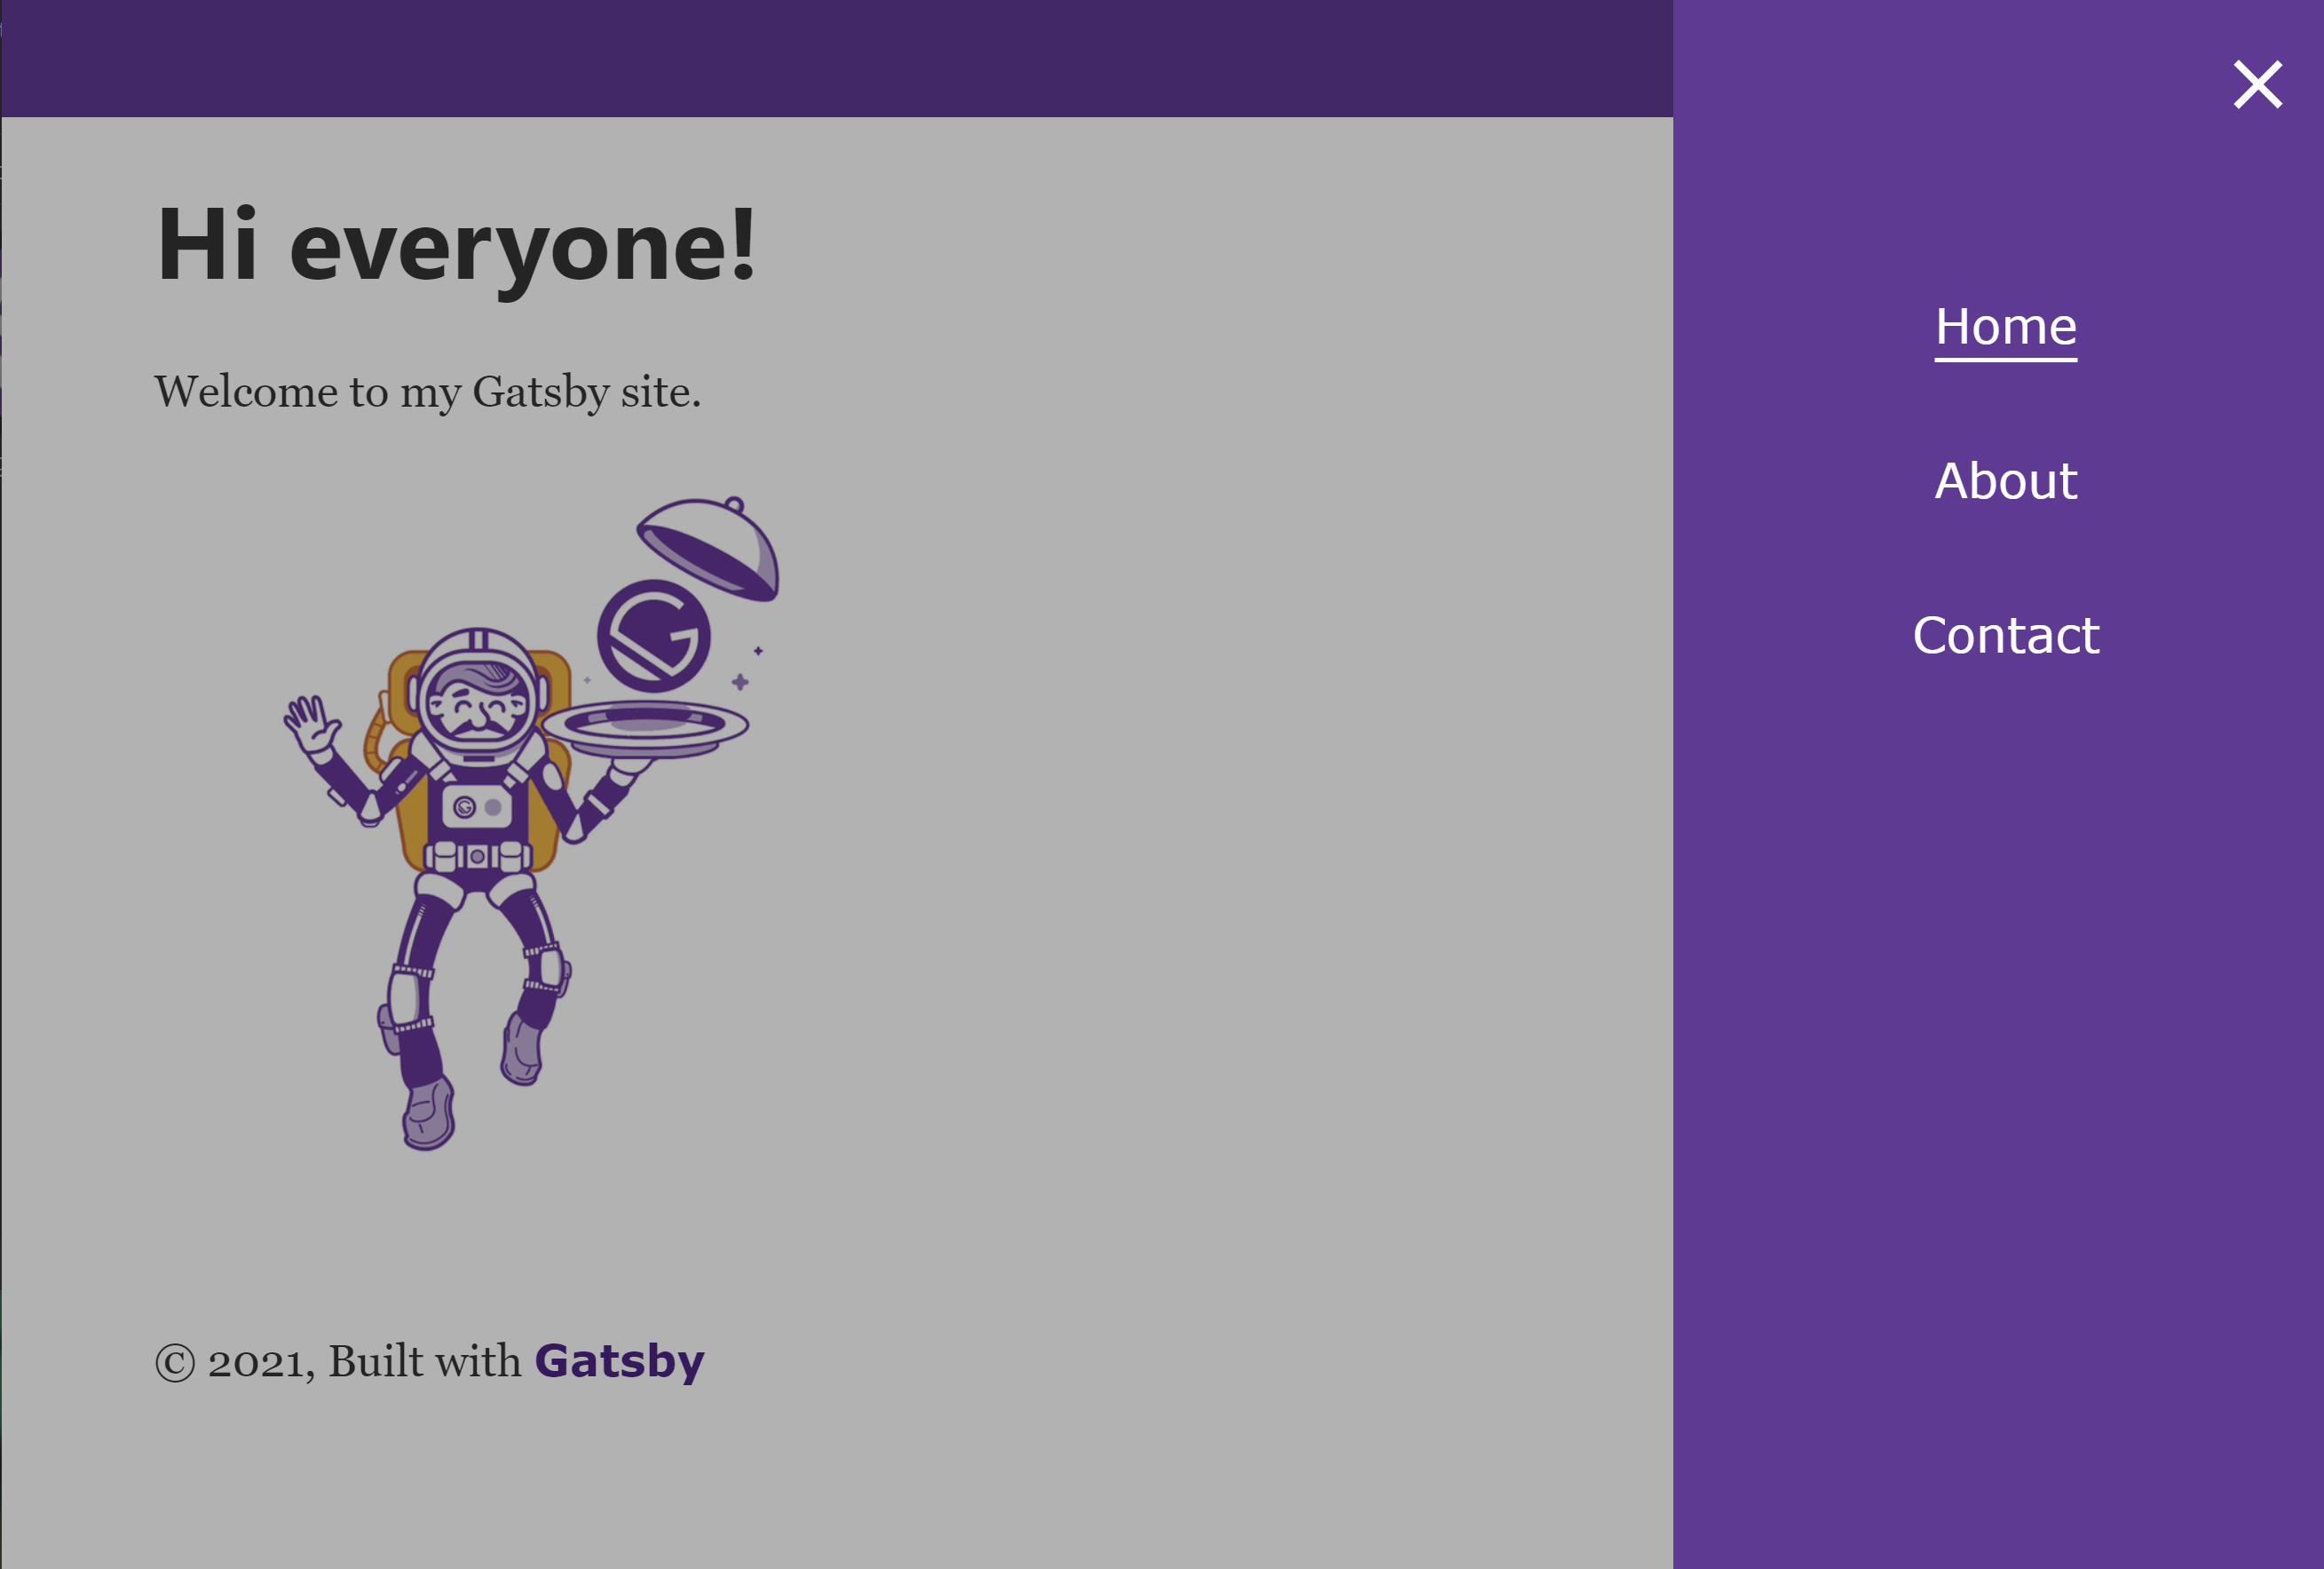 Hi everyone!
Welcome to my Gatsby site.
© 2021, Built with Gatsby
Home
About
Contact